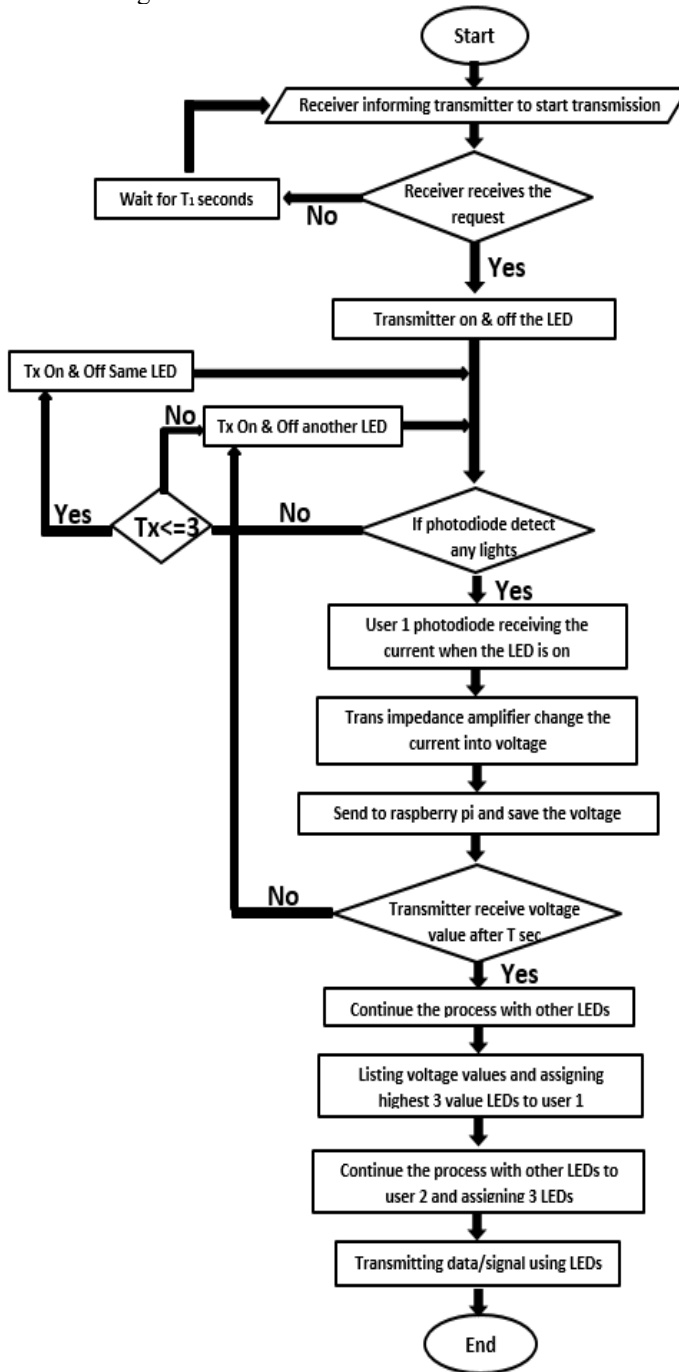 Start
Receiver informing transmitter to start transmission
Receiver receives the
request
Wait for T1 seconds
No
Yes
Transmitter on & off the LED
Tx On & Off Same LED
No
Tx On & Off another LED
Yes
Tx<=3
No
If photodiode detect
any lights
Yes
User 1 photodiode receiving the
current when the LED is on
Trans impedance amplifier change the
current into voltage
Send to raspberry pi and save the voltage
No
Transmitter receive voltage
value after T sec
Yes
Continue the process with other LEDs
Listing voltage values and assigning
highest 3 value LEDs to user 1
Continue the process with other LEDs to
user 2 and assigning 3 LEDs
Transmitting data/signal using LEDs
End